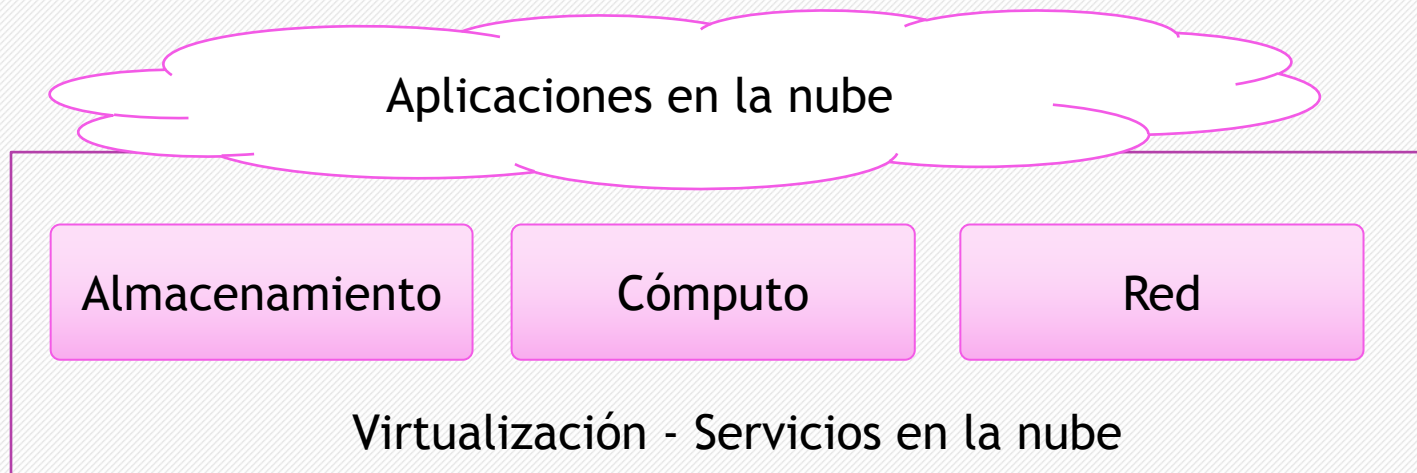 Aplicaciones en la nube
Almacenamiento
Cómputo
Red
Virtualización - Servicios en la nube